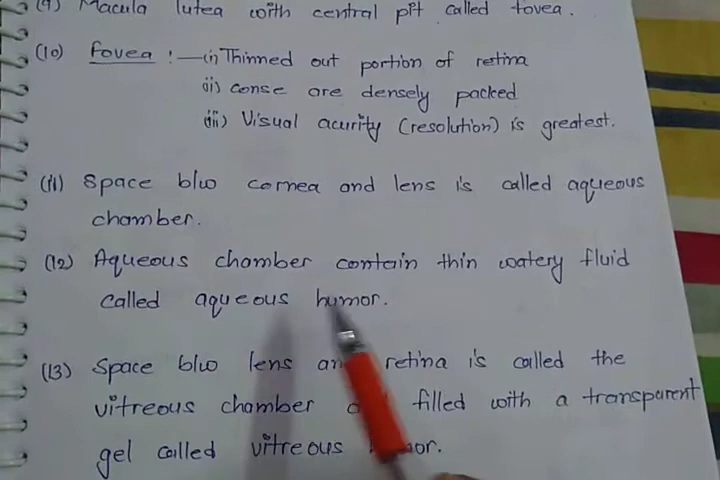 (9) Macula lutea with central pit called fovea.
(10) Fovea :— (i) Thinned out portion of retina
(ii) conse are densely packed
(iii) Visual acurity (resolution) is greatest.
(11) Space b/w cornea and lens is called aqueous
chamber.
(12) Aqueous chamber contain thin watery fluid
called aqueous humor.
(13) Space b/w lens an retina is called the
vitreous chamber filled with a transparent
gel called vitreous